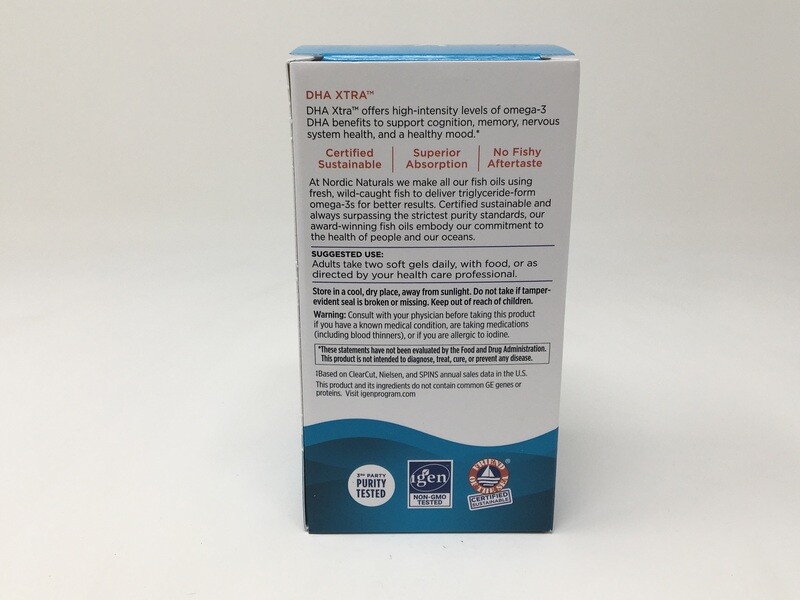 DHA XTRA™
DHA Xtra™ offers high-intensity levels of omega-3
DHA benefits to support cognition, memory, nervous
system health, and a healthy mood.*
Certified Sustainable
Superior Absorption
No Fishy Aftertaste
At Nordic Naturals we make all our fish oils using
fresh, wild-caught fish to deliver triglyceride-form
omega-3s for better results. Certified sustainable and
always surpassing the strictest purity standards, our
award-winning fish oils embody our commitment to
the health of people and our oceans.
SUGGESTED USE:
Adults take two soft gels daily, with food, or as
directed by your health care professional.
Store in a cool, dry place, away from sunlight. Do not take if tamper-
evident seal is broken or missing. Keep out of reach of children.
Warning: Consult with your physician before taking this product
if you have a known medical condition, are taking medications
(including blood thinners), or if you are allergic to iodine.
*These statements have not been evaluated by the Food and Drug Administration.
This product is not intended to diagnose, treat, cure, or prevent any disease.
‡Based on ClearCut, Nielsen, and SPINS annual sales data in the U.S.
This product and its ingredients do not contain common GE genes or
proteins. Visit igenprogram.com
3RD PARTY
PURITY
TESTED
igen
NON-GMO
TESTED
FRIEND
OF THE SEA
®
CERTIFIED
SUSTAINABLE